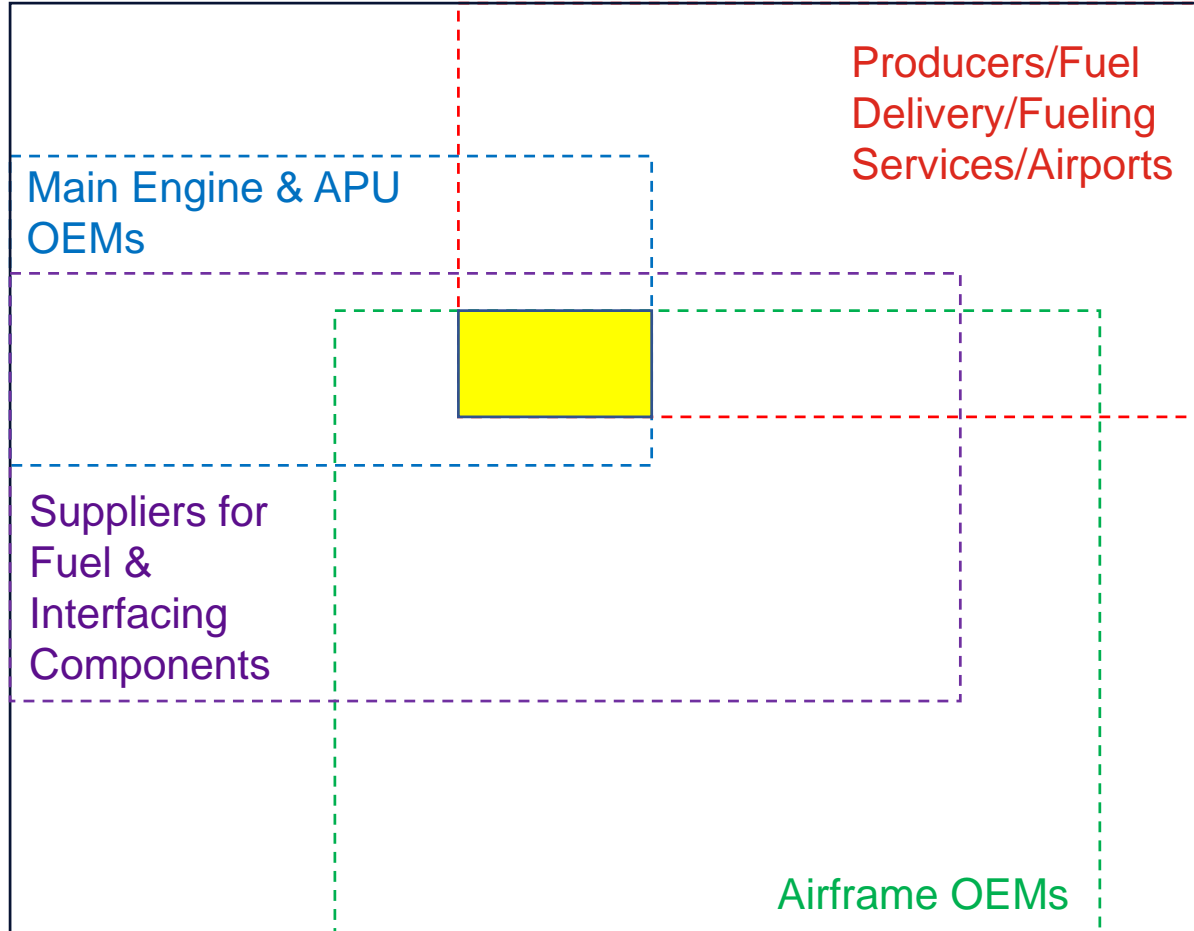 Producers/Fuel
Delivery/Fueling
Services/Airports
Main Engine & APU
OEMs
Suppliers for
Fuel &
Interfacing
Components
Airframe OEMs